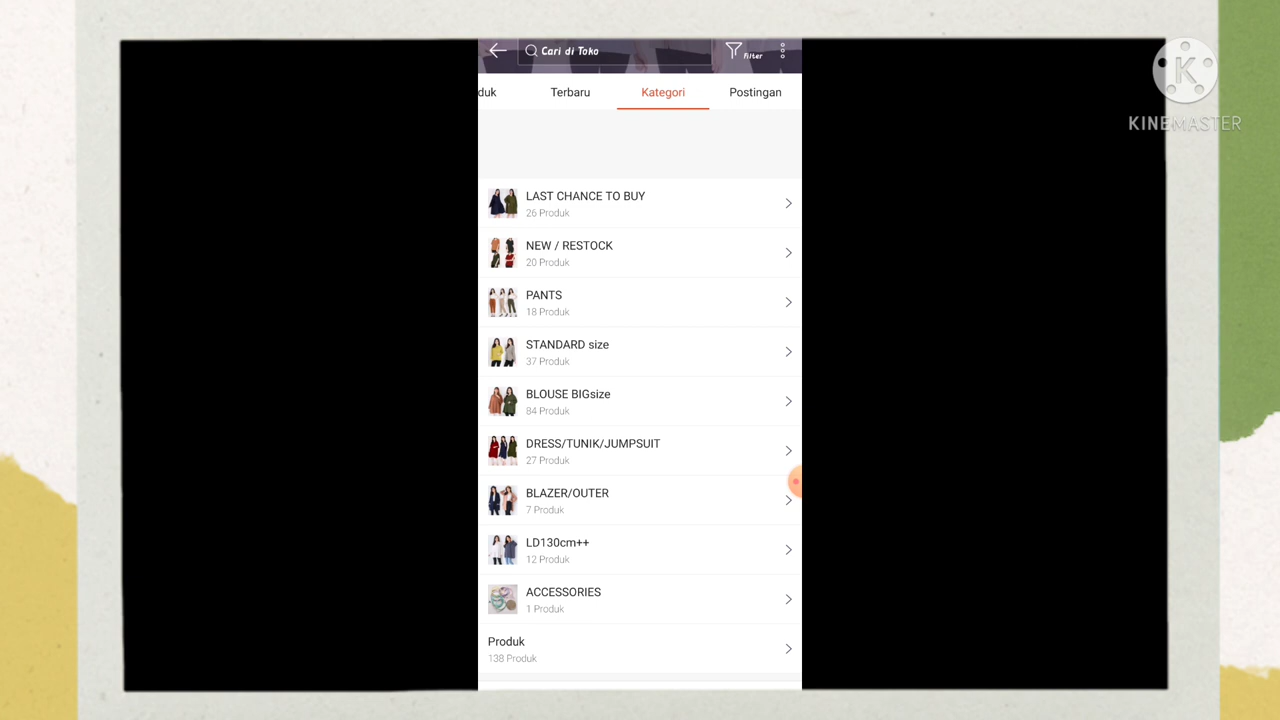 Cari di Toko
Filter
duk
Terbaru
Kategori
Postingan
K
KINEMASTER
LAST CHANCE TO BUY
26 Produk
NEW / RESTOCK
20 Produk
PANTS
18 Produk
STANDARD size
37 Produk
BLOUSE BIGsize
84 Produk
DRESS/TUNIK/JUMPSUIT
27 Produk
BLAZER/OUTER
7 Produk
LD130cm++
12 Produk
ACCESSORIES
1 Produk
Produk
138 Produk